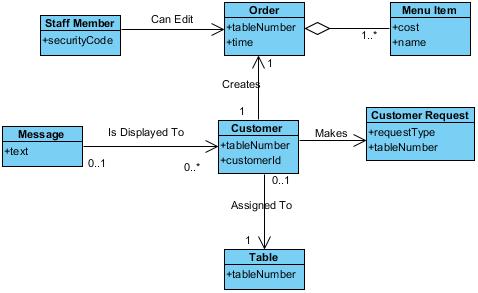 Staff Member
+securityCode
Can Edit
Order
+tableNumber
+time
1..*
Menu Item
+cost
+name
1
Creates
1
Message
+text
0..1
Is Displayed To
0..*
Customer
+tableNumber
+customerId
Makes
Customer Request
+requestType
+tableNumber
0..1
Assigned To
1
Table
+tableNumber